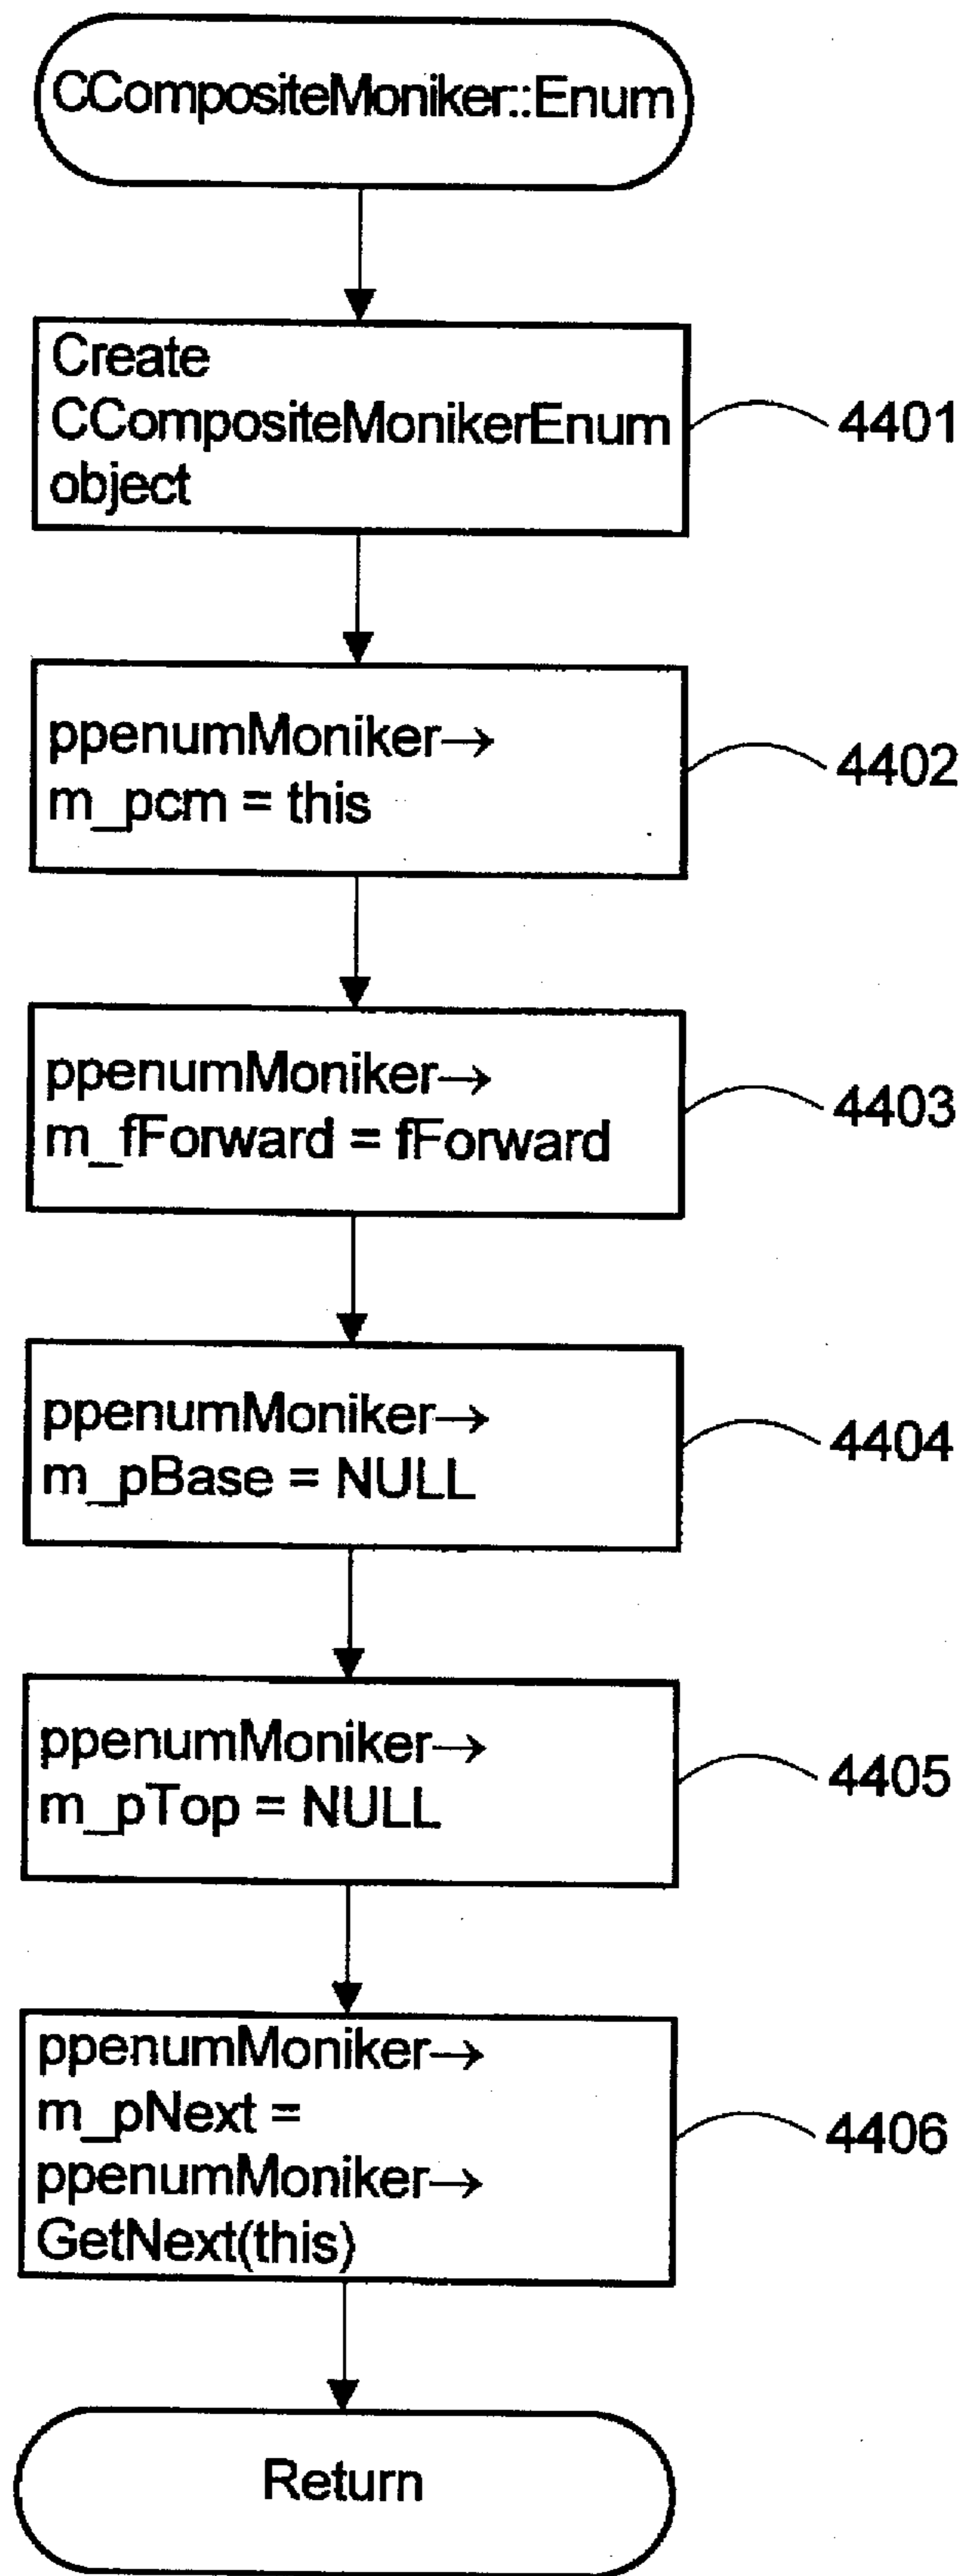 CCompositeMoniker::Enum
Create
CCompositeMonikerEnum
object
4401
ppenumMoniker→
m_pcm = this
4402
ppenumMoniker→
m_fForward = fForward
4403
ppenumMoniker→
m_pBase = NULL
4404
ppenumMoniker→
m_pTop = NULL
4405
ppenumMoniker→
m_pNext =
ppenumMoniker→
GetNext(this)
4406
Return